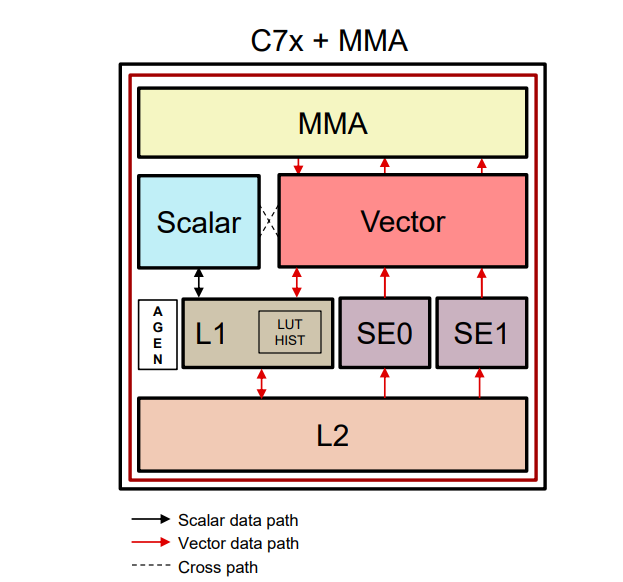 C7x + MMA
MMA
Scalar
Vector
A
G
E
N
L1
LUT
HIST
SE0
SE1
L2
Scalar data path
Vector data path
Cross path